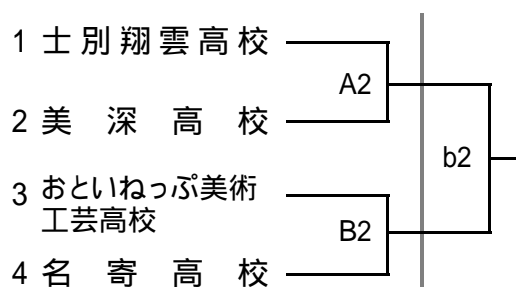 1 士別翔雲高校
A2
2 美深高校
b2
3 おといねっぷ美術
工芸高校
B2
4 名寄高校